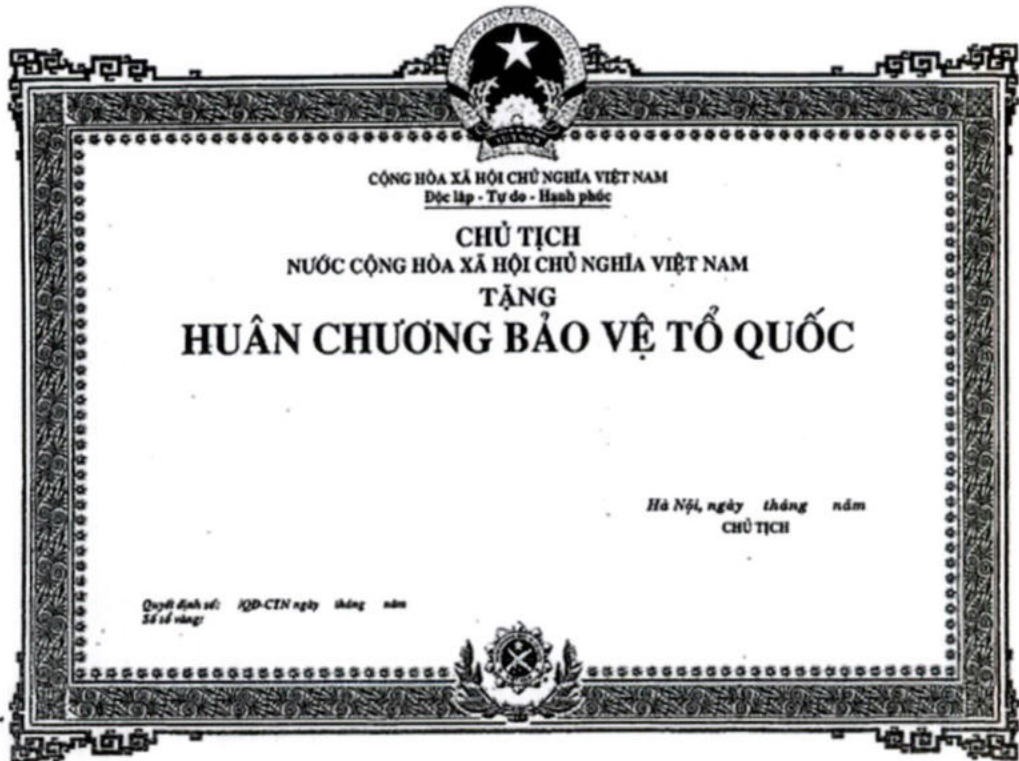 CỘNG HÒA XÃ HỘI CHỦ NGHĨA VIỆT NAM
Độc lập - Tự do - Hạnh phúc
CHỦ TỊCH
NƯỚC CỘNG HÒA XÃ HỘI CHỦ NGHĨA VIỆT NAM
TẶNG
HUÂN CHƯƠNG BẢO VỆ TỔ QUỐC
Hà Nội, ngày tháng năm
CHỦ TỊCH
Quyết định số: /QĐ-CTN ngày tháng năm
Số sổ vàng: